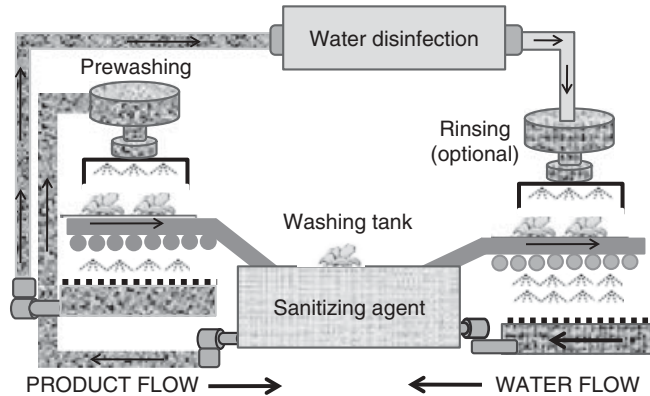 Water disinfection
Prewashing
Rinsing
(optional)
Washing tank
Sanitizing agent
PRODUCT FLOW
WATER FLOW